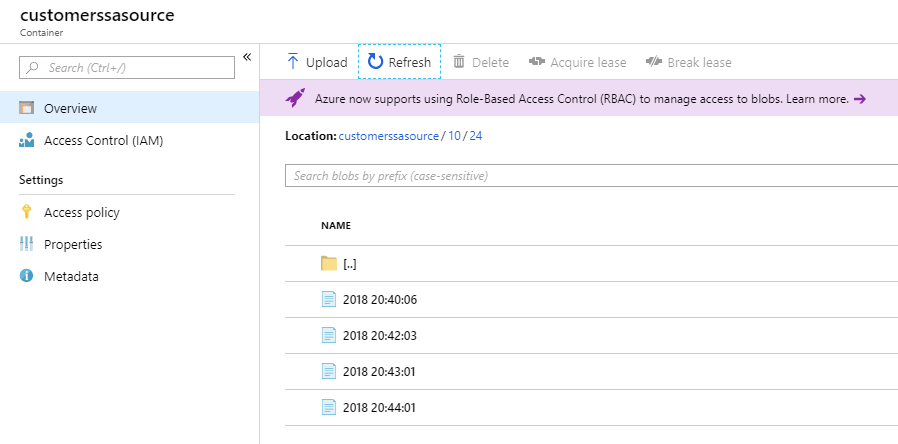 customerssasource
Container
«
Search (Ctrl+/)
Overview
Access Control (IAM)
Settings
Access policy
Properties
Metadata
Upload Refresh Delete Acquire lease Break lease
Azure now supports using Role-Based Access Control (RBAC) to manage access to blobs. Learn more. →
Location: customerssasource / 10 / 24
Search blobs by prefix (case-sensitive)
NAME
[..]
2018 20:40:06
2018 20:42:03
2018 20:43:01
2018 20:44:01